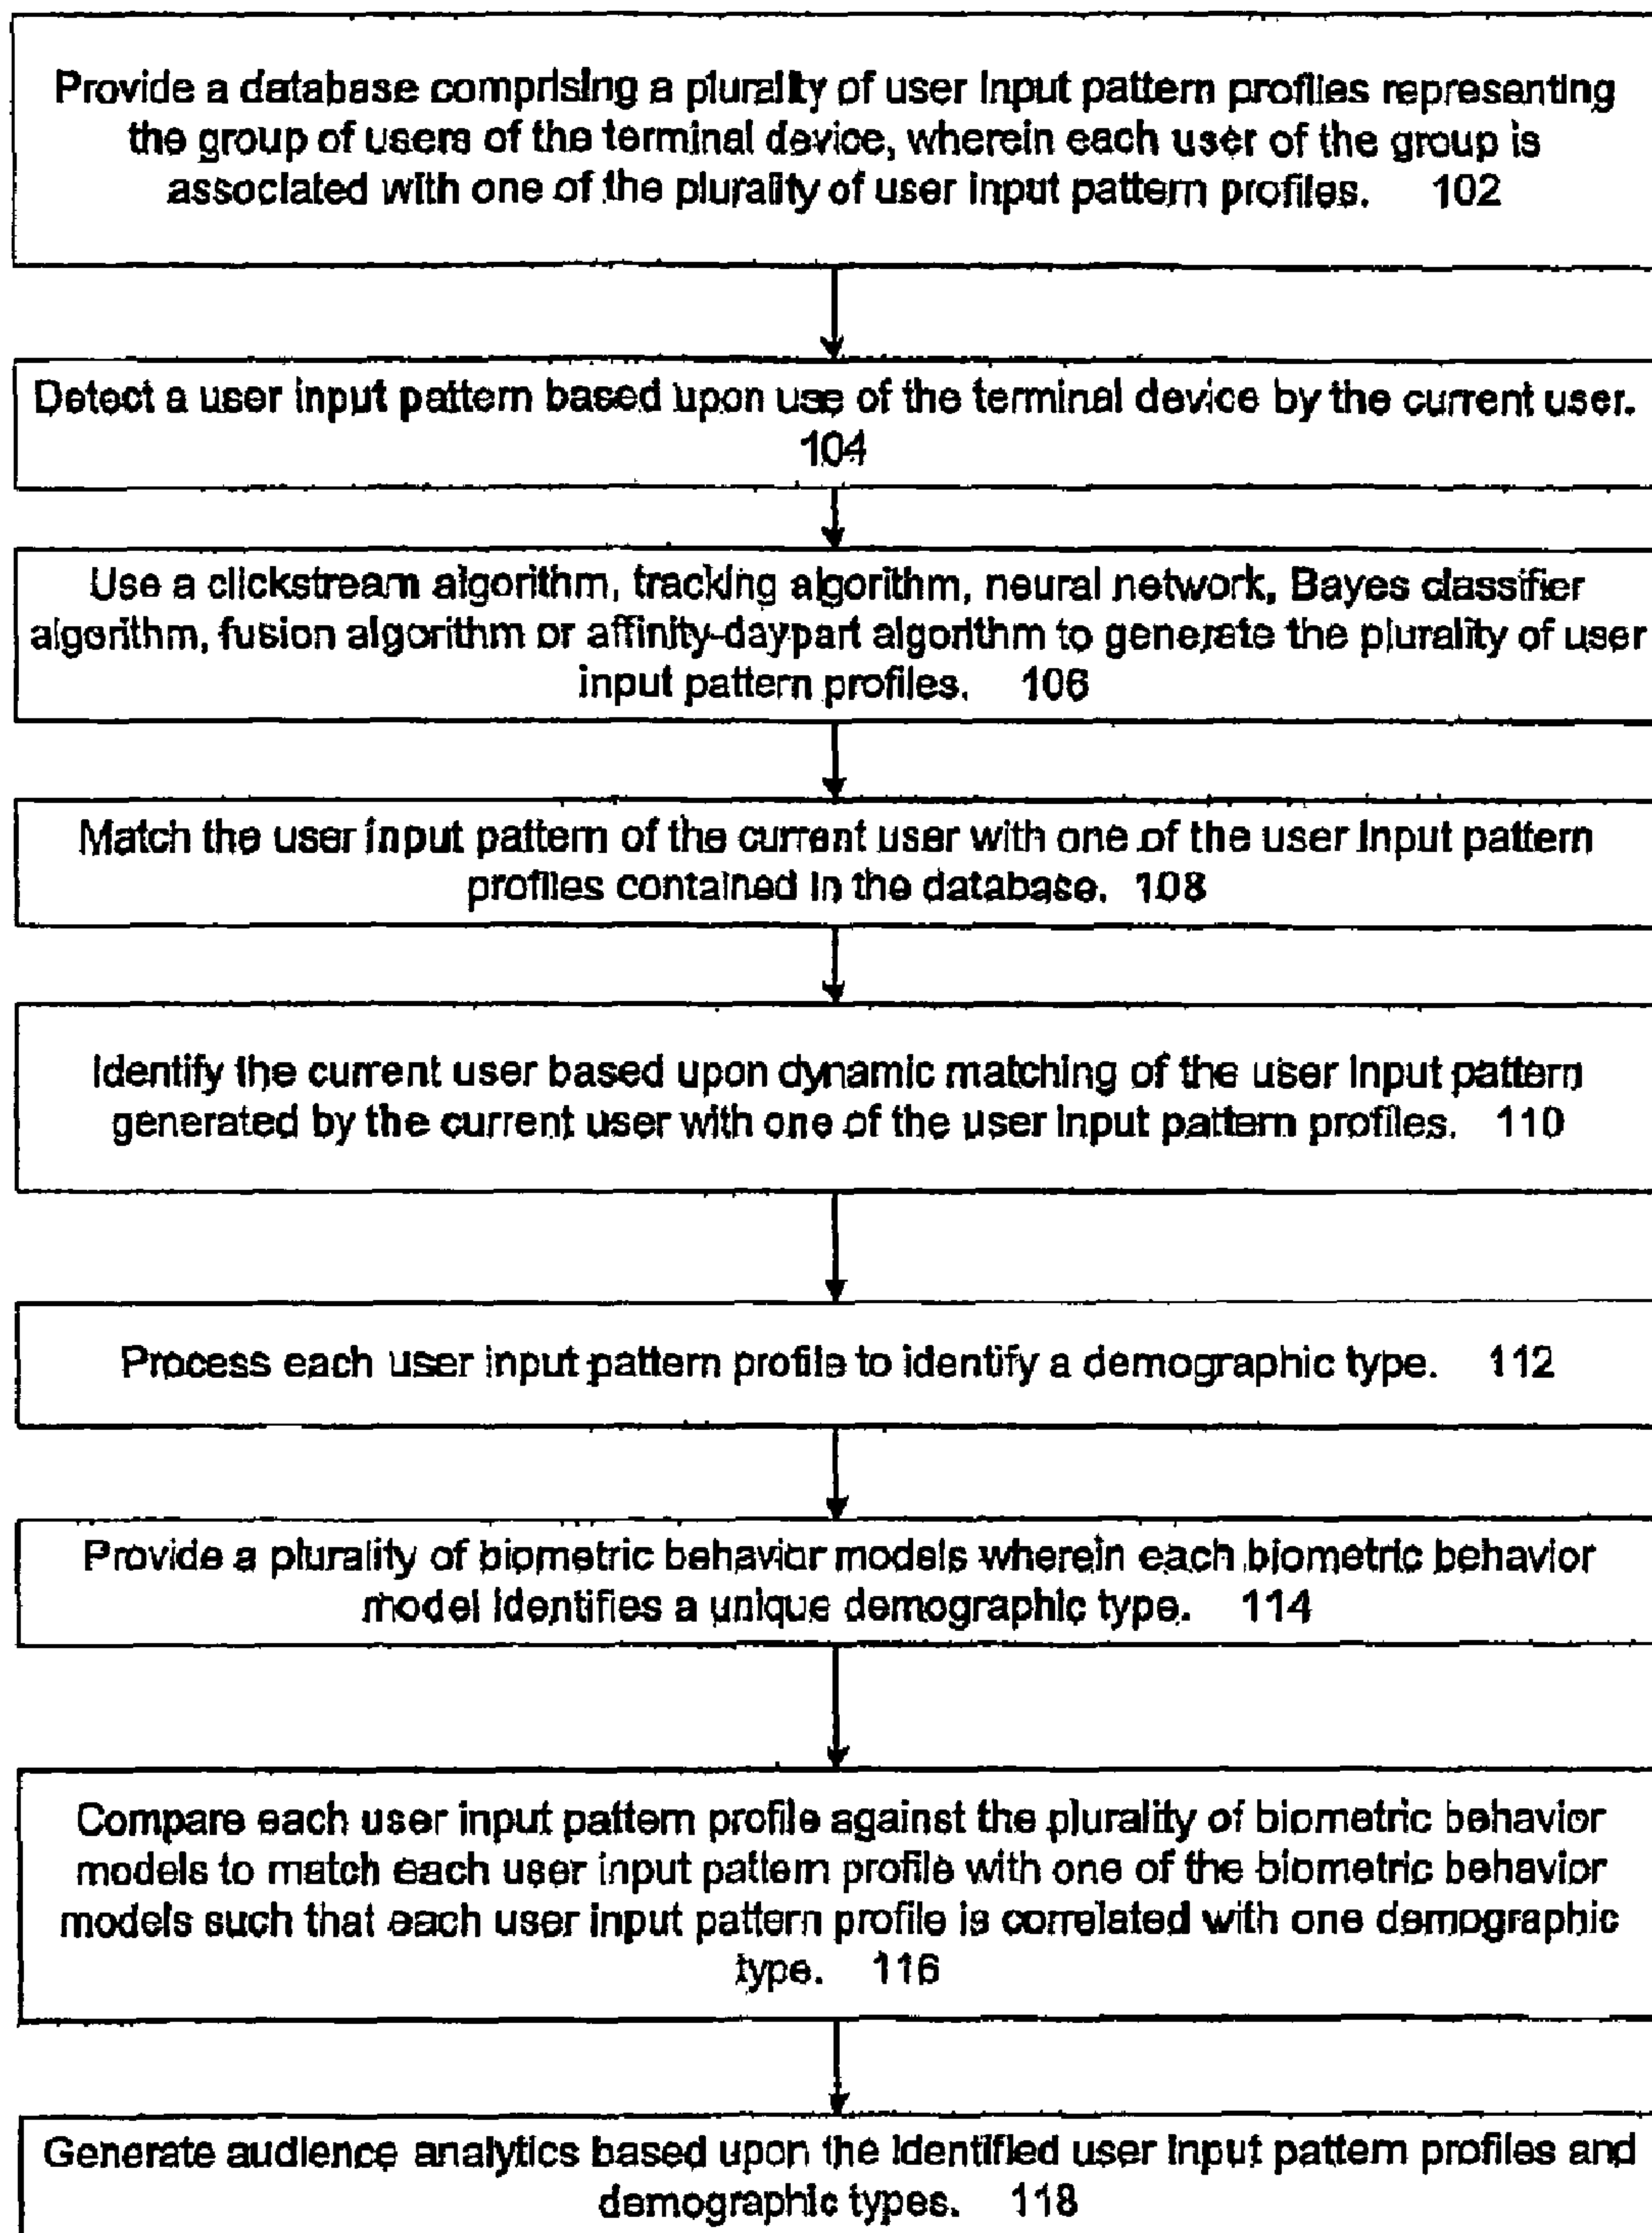 Provide a database comprising a plurality of user input pattern profiles representing
the group of users of the terminal device, wherein each user of the group is
associated with one of the plurality of user input pattern profiles. 102
Detect a user input pattern based upon use of the terminal device by the current user.
104
Use a clickstream algorithm, tracking algorithm, neural network, Bayes classifier
algorithm, fusion algorithm or affinity-daypart algorithm to generate the plurality of user
input pattern profiles. 106
Match the user input pattern of the current user with one of the user input pattern
profiles contained in the database. 108
Identify the current user based upon dynamic matching of the user input pattern
generated by the current user with one of the user input pattern profiles. 110
Process each user input pattern profile to identify a demographic type. 112
Provide a plurality of biometric behavior models wherein each biometric behavior
model identifies a unique demographic type. 114
Compare each user input pattern profile against the plurality of biometric behavior
models to match each user input pattern profile with one of the biometric behavior
models such that each user input pattern profile is correlated with one demographic
type. 116
Generate audience analytics based upon the identified user input pattern profiles and
demographic types. 118